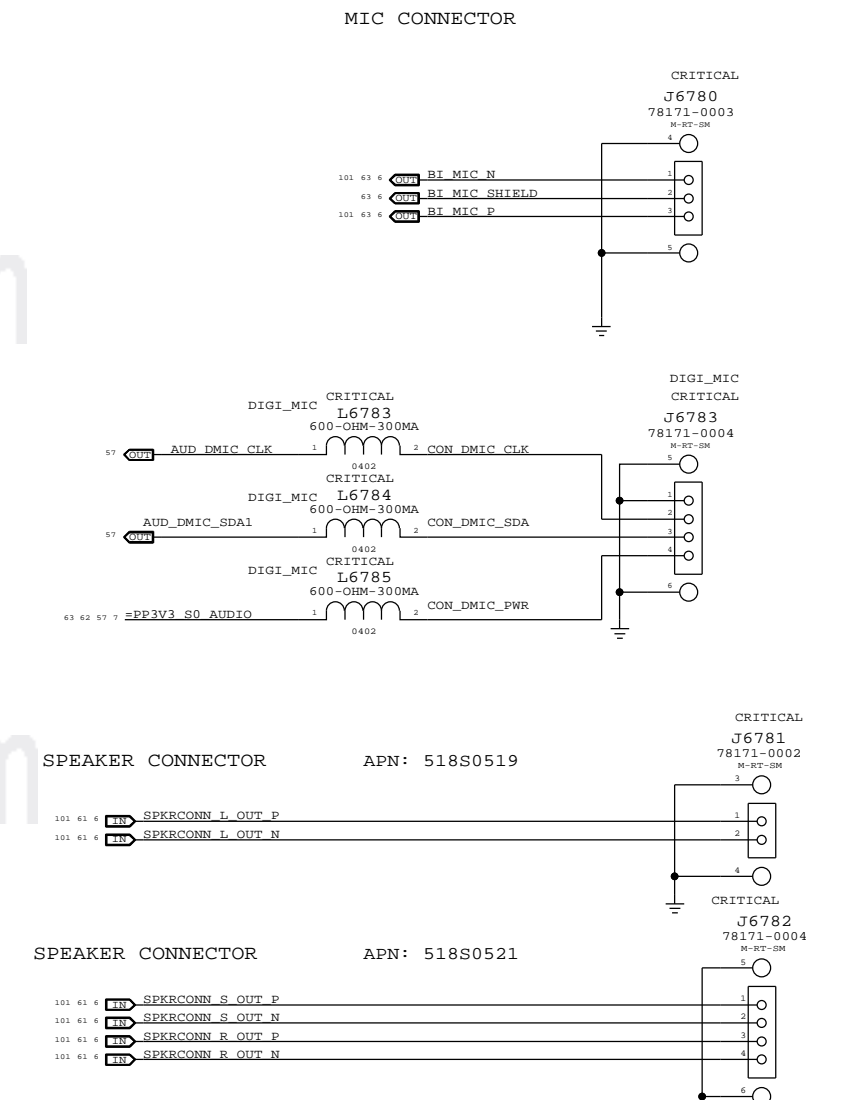 MIC CONNECTOR
CRITICAL
J6780
78171-0003
M-RT-SM
4
101 63 6 OUT BI_MIC_N 1
63 6 OUT BI_MIC_SHIELD 2
101 63 6 OUT BI_MIC_P 3
5
DIGI_MIC
CRITICAL
J6783
78171-0004
M-RT-SM
5
DIGI_MIC CRITICAL
L6783
600-OHM-300MA
57 OUT AUD_DMIC_CLK 1 2 CON_DMIC_CLK
0402
1
2
3
4
6
CRITICAL
DIGI_MIC L6784
600-OHM-300MA
57 OUT AUD_DMIC_SDA1 1 2 CON_DMIC_SDA
0402
CRITICAL
DIGI_MIC L6785
600-OHM-300MA
63 62 57 7 =PP3V3_S0_AUDIO 1 2 CON_DMIC_PWR
0402
CRITICAL
J6781
78171-0002
M-RT-SM
SPEAKER CONNECTOR APN: 518S0519
3
101 61 6 IN SPKRCONN_L_OUT_P 1
101 61 6 IN SPKRCONN_L_OUT_N 2
4
CRITICAL
J6782
78171-0004
M-RT-SM
SPEAKER CONNECTOR APN: 518S0521
5
101 61 6 IN SPKRCONN_S_OUT_P 1
101 61 6 IN SPKRCONN_S_OUT_N 2
101 61 6 IN SPKRCONN_R_OUT_P 3
101 61 6 IN SPKRCONN_R_OUT_N 4
6